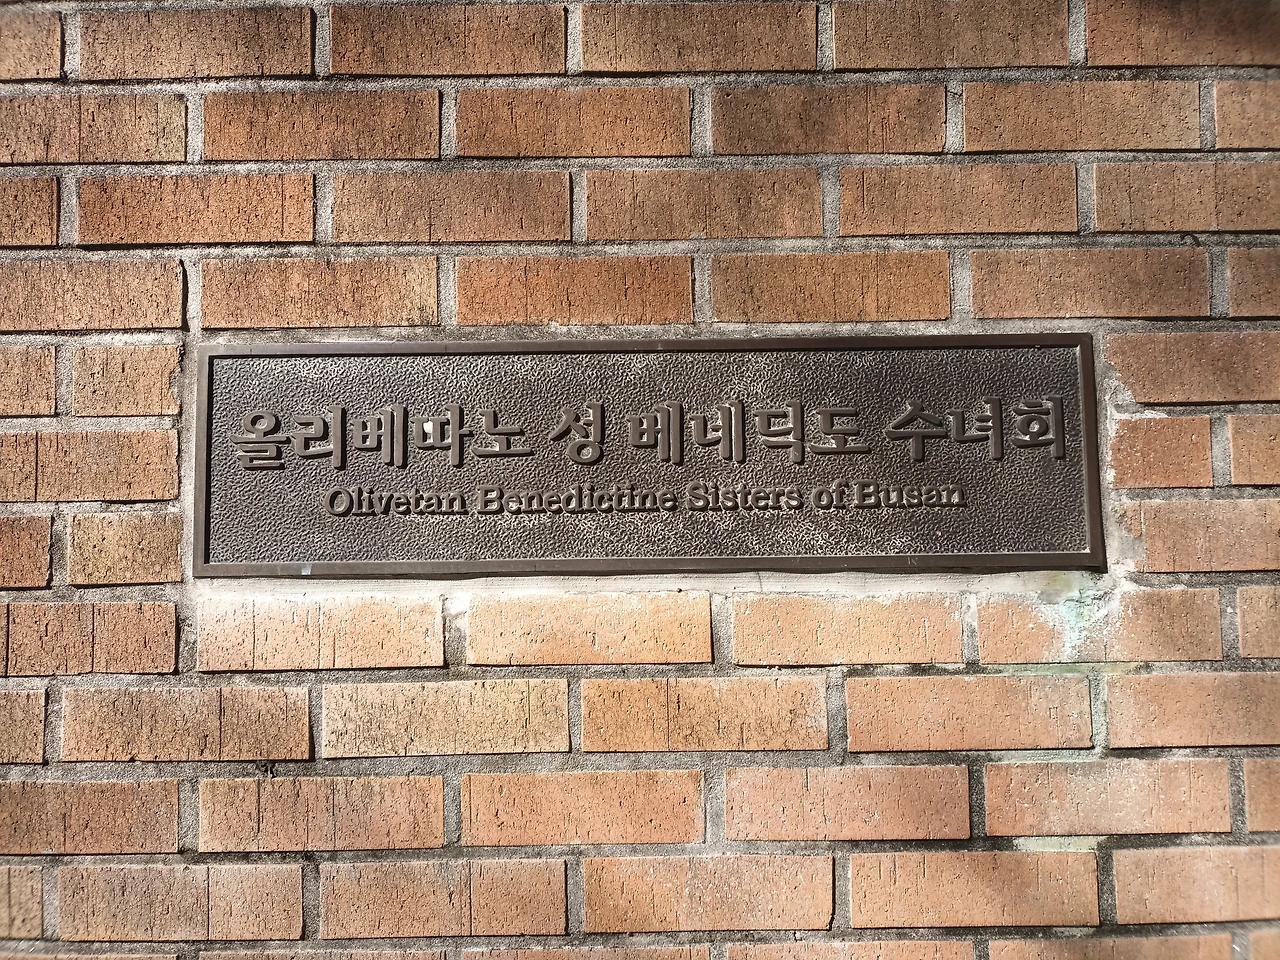 올리베따노 성 베네딕도 수녀회
Olivetan Benedictine Sisters of Busan